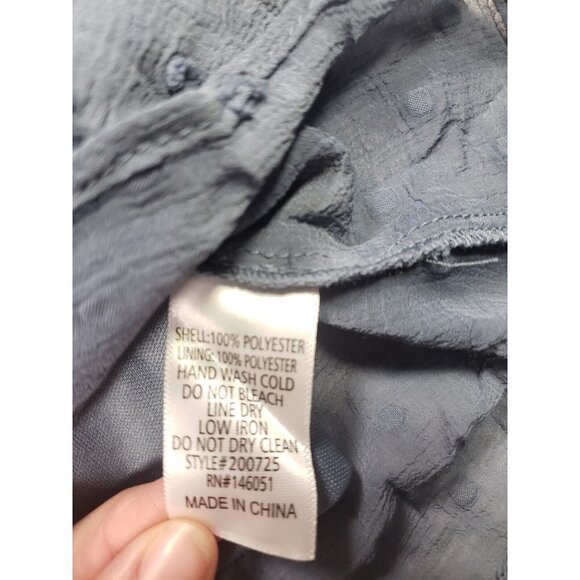 SHELL:100% POLYESTER
LINING: 100% POLYESTER
HAND WASH COLD
DO NOT BLEACH
LINE DRY
LOW IRON
DO NOT DRY CLEAN
STYLE#200725
RN#146051
MADE IN CHINA